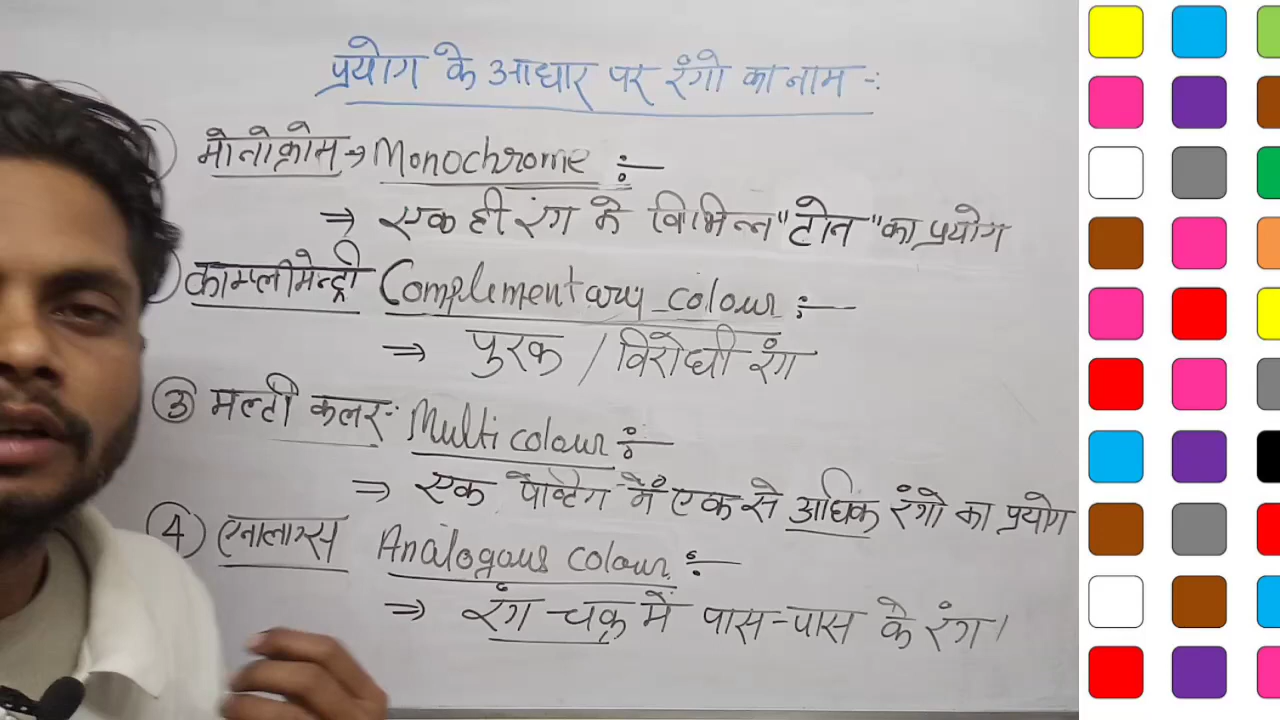 प्रयोग के आधार पर रंगो का नाम -:
मोनोक्रोम → Monochrome :-
⇒ एक ही रंग के विभिन्न "टोन" का प्रयोग
काम्प्लीमेन्ट्री Complementary colour :-
⇒ पुरक / विरोधी रंग
③ मल्टी कलर -: Multi colour :-
⇒ एक पेन्टिंग में एक से अधिक रंगो का प्रयोग
④ एनालाग्स Analogous colour :-
⇒ रंग-चक्र में पास-पास के रंग।